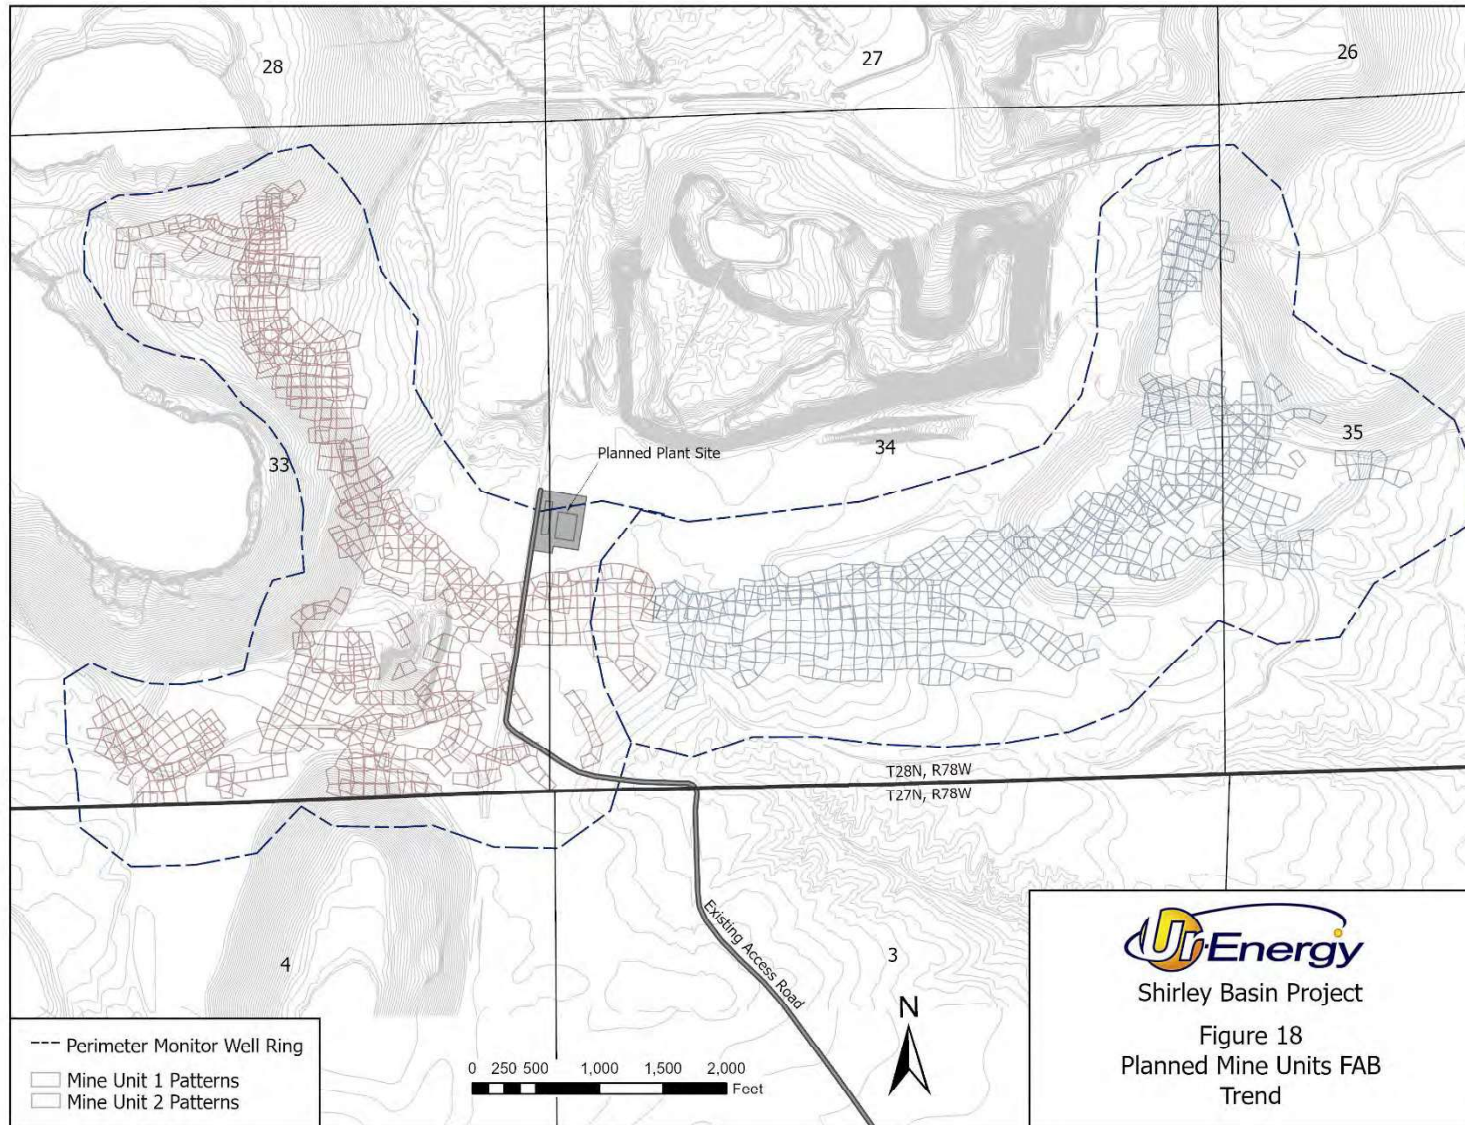 28
27
26
Planned Plant Site
33
34
35
T28N, R78W
T27N, R78W
Existing Access Road
4
3
N
0 250 500 1,000 1,500 2,000
Feet
Perimeter Monitor Well Ring
Mine Unit 1 Patterns
Mine Unit 2 Patterns
Ur-Energy
Shirley Basin Project
Figure 18
Planned Mine Units FAB
Trend